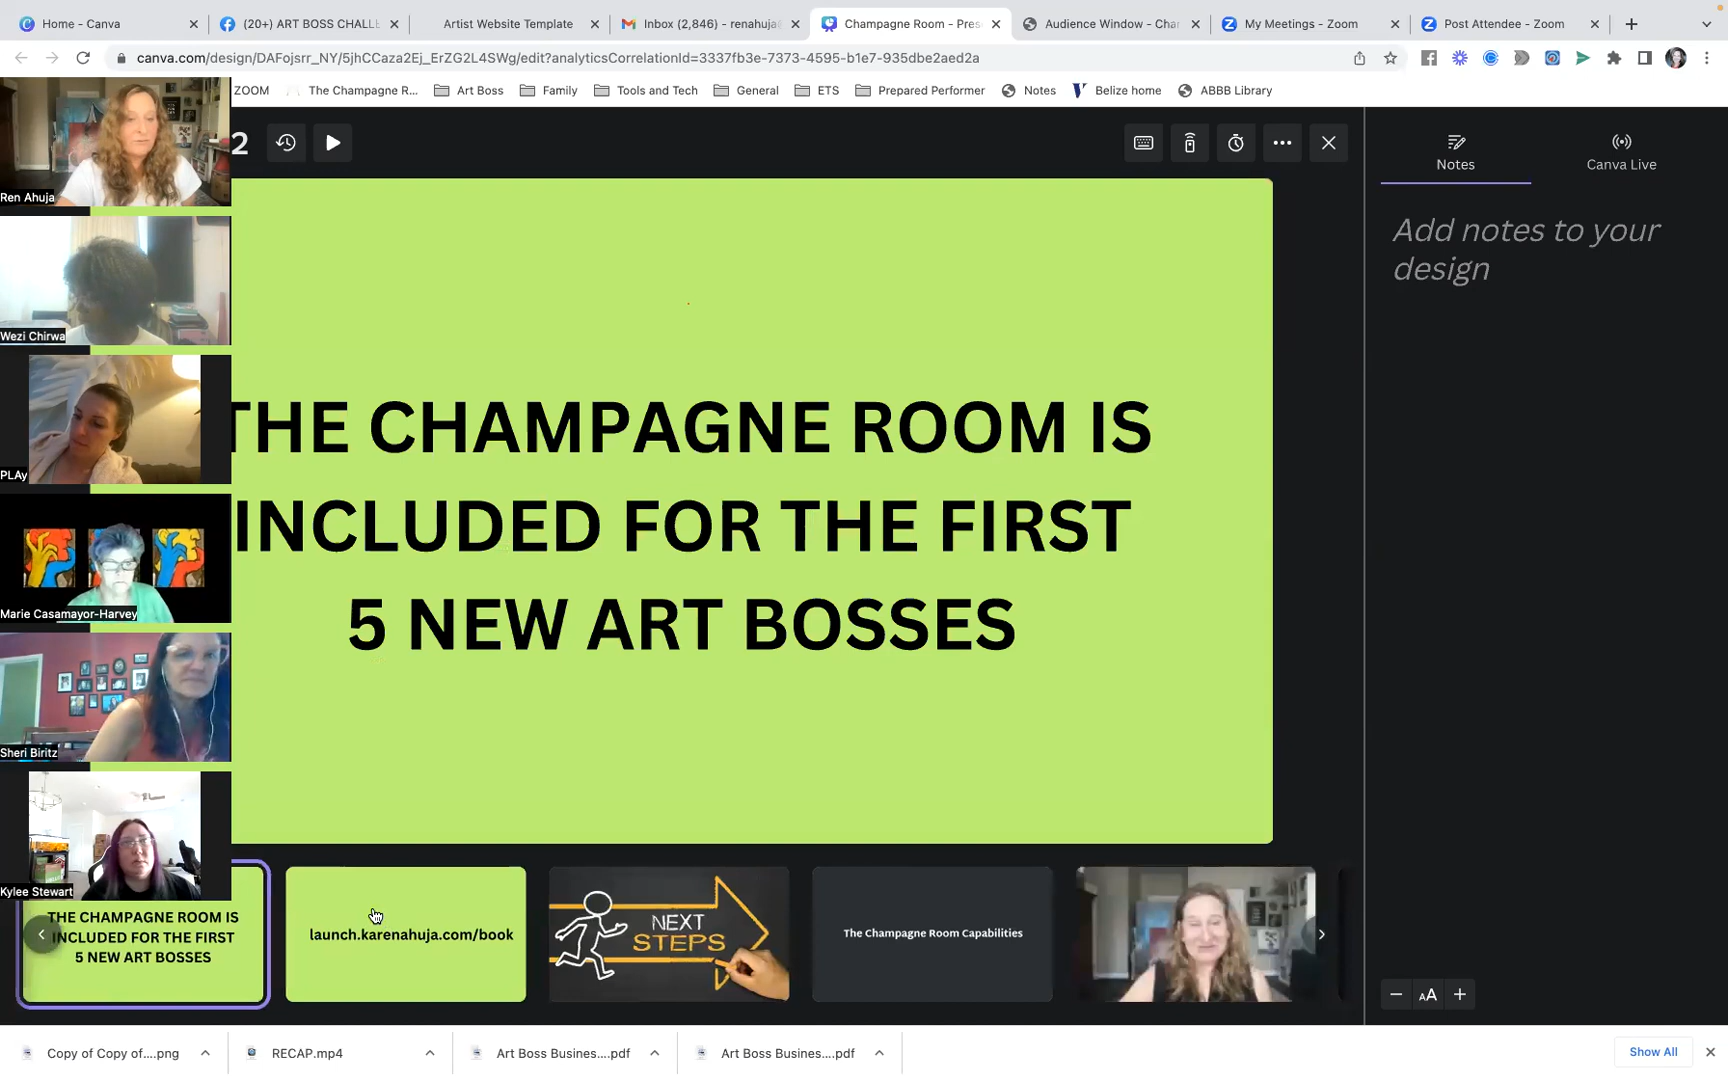 Home - Canva
(20+) ART BOSS CHALLE
Artist Website Template
Inbox (2,846) - renahuja@
Champagne Room - Pres
Audience Window - Cha
My Meetings - Zoom
Post Attendee - Zoom
canva.com/design/DAFojsrr_NY/5jhCCaza2Ej_ErZG2L4SWg/edit?analyticsCorrelationId=3337fb3e-7373-4595-b1e7-935dbe2aed2a
ZOOM
The Champagne R...
Art Boss
Family
Tools and Tech
General
ETS
Prepared Performer
Notes
Belize home
ABBB Library
2
Notes
Canva Live
Add notes to your
design
Ren Ahuja
Wezi Chirwa
PLAy
Marie Casamayor-Harvey
Sheri Biritz
Kylee Stewart
THE CHAMPAGNE ROOM IS
INCLUDED FOR THE FIRST
5 NEW ART BOSSES
THE CHAMPAGNE ROOM IS
INCLUDED FOR THE FIRST
5 NEW ART BOSSES
launch.karenahuja.com/book
NEXT
STEPS
The Champagne Room Capabilities
AA
Copy of Copy of....png
RECAP.mp4
Art Boss Busines....pdf
Art Boss Busines....pdf
Show All